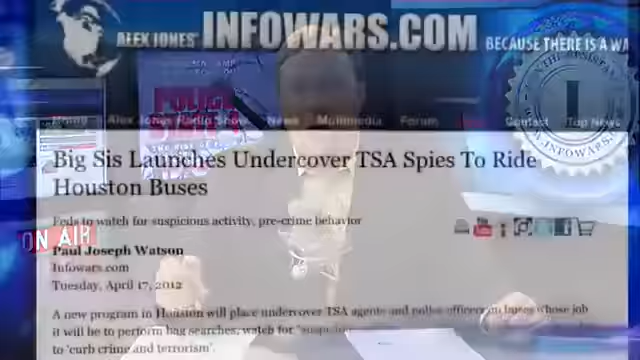 ALEX JONES' INFOWARS.COM BECAUSE THERE IS A WA
POLICE
Home Alex Jones Radio Show News Multimedia Forum Contact Top News
Big Sis Launches Undercover TSA Spies To Ride
Houston Buses
Feds to watch for suspicious activity, pre-crime behavior
ON AIR
Paul Joseph Watson
Infowars.com
Tuesday, April 17, 2012
A new program in Houston will place undercover TSA agents and police officers on buses whose job
it will be to perform bag searches, watch for
to 'curb crime and terrorism'.